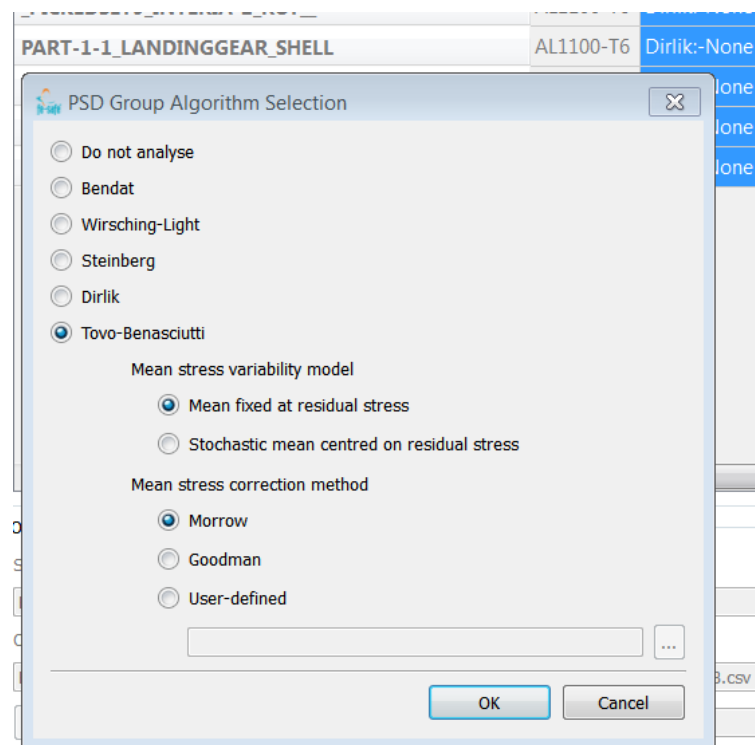 PART-1-1_LANDINGGEAR_SHELL AL1100-T6 Dirlik:-None
PSD Group Algorithm Selection
Do not analyse
Bendat
Wirsching-Light
Steinberg
Dirlik
Tovo-Benasciutti
Mean stress variability model
Mean fixed at residual stress
Stochastic mean centred on residual stress
Mean stress correction method
Morrow
Goodman
User-defined
...
OK Cancel
.csv